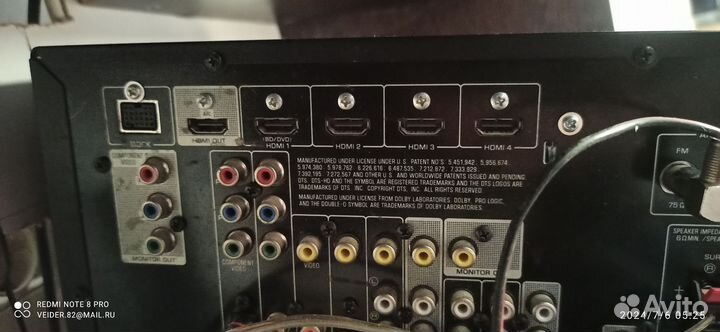 DOCK
ARC
HDMI OUT
(BD/DVD)
HDMI 1
HDMI 2
HDMI 3
HDMI 4
COMPONENT VIDEO
MONITOR OUT
MANUFACTURED UNDER LICENSE UNDER U.S. PATENT NO'S: 5,451,942; 5,956,674;
5,974,380; 5,978,762; 6,226,616; 6,487,535; 7,212,872; 7,333,929;
7,392,195; 7,272,567 AND OTHER U.S. AND WORLDWIDE PATENTS ISSUED AND PENDING.
DTS, DTS-HD AND THE SYMBOL ARE REGISTERED TRADEMARKS AND THE DTS LOGOS ARE
TRADEMARKS OF DTS, INC. COPYRIGHT DTS, INC. ALL RIGHTS RESERVED.
MANUFACTURED UNDER LICENSE FROM DOLBY LABORATORIES. DOLBY, PRO LOGIC,
AND THE DOUBLE-D SYMBOL ARE TRADEMARKS OF DOLBY LABORATORIES.
FM
75 Ω
COMPONENT VIDEO
VIDEO
MONITOR OUT
L
SPEAKER IMPED
6ΩMIN. /SPEA
SUR
R
REDMI NOTE 8 PRO
VEIDER.82@MAIL.RU
Avito
2024/7/6 05:25